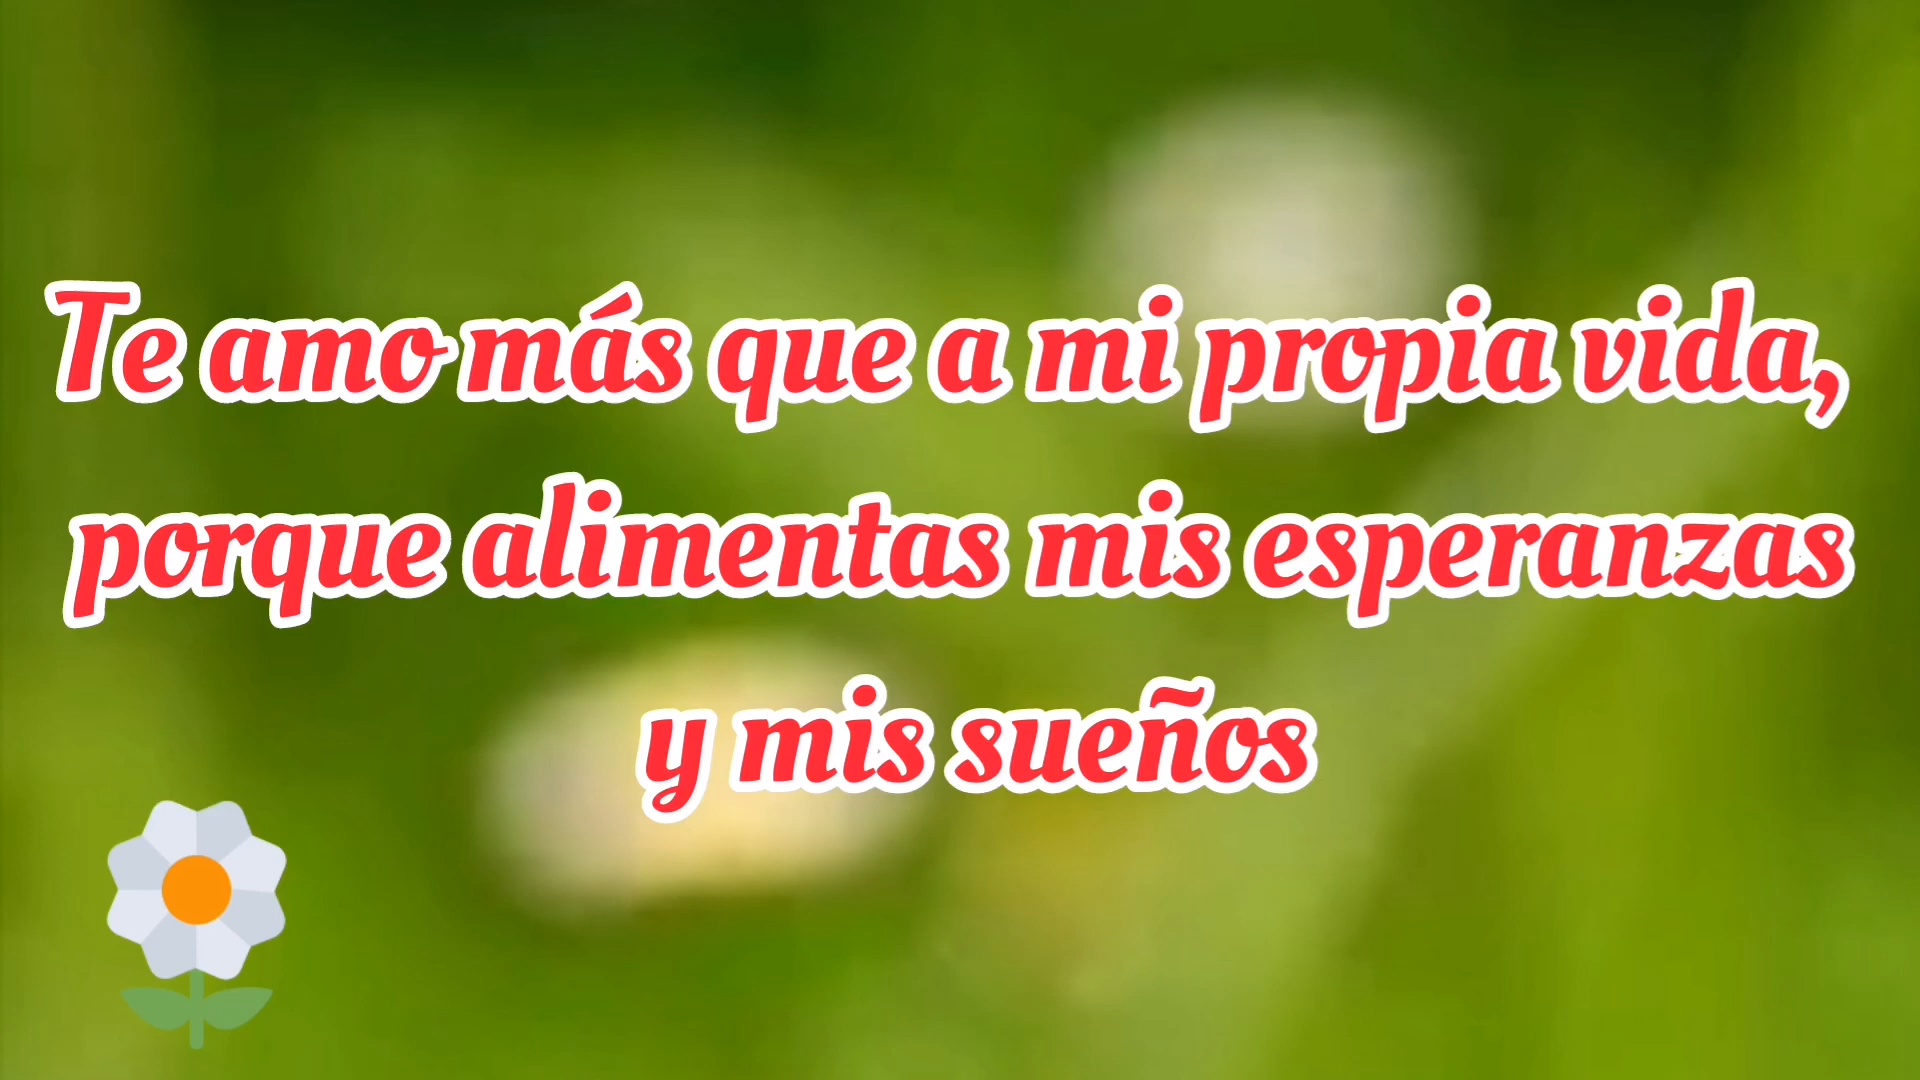 Te amo más que a mi propia vida,
porque alimentas mis esperanzas
y mis sueños